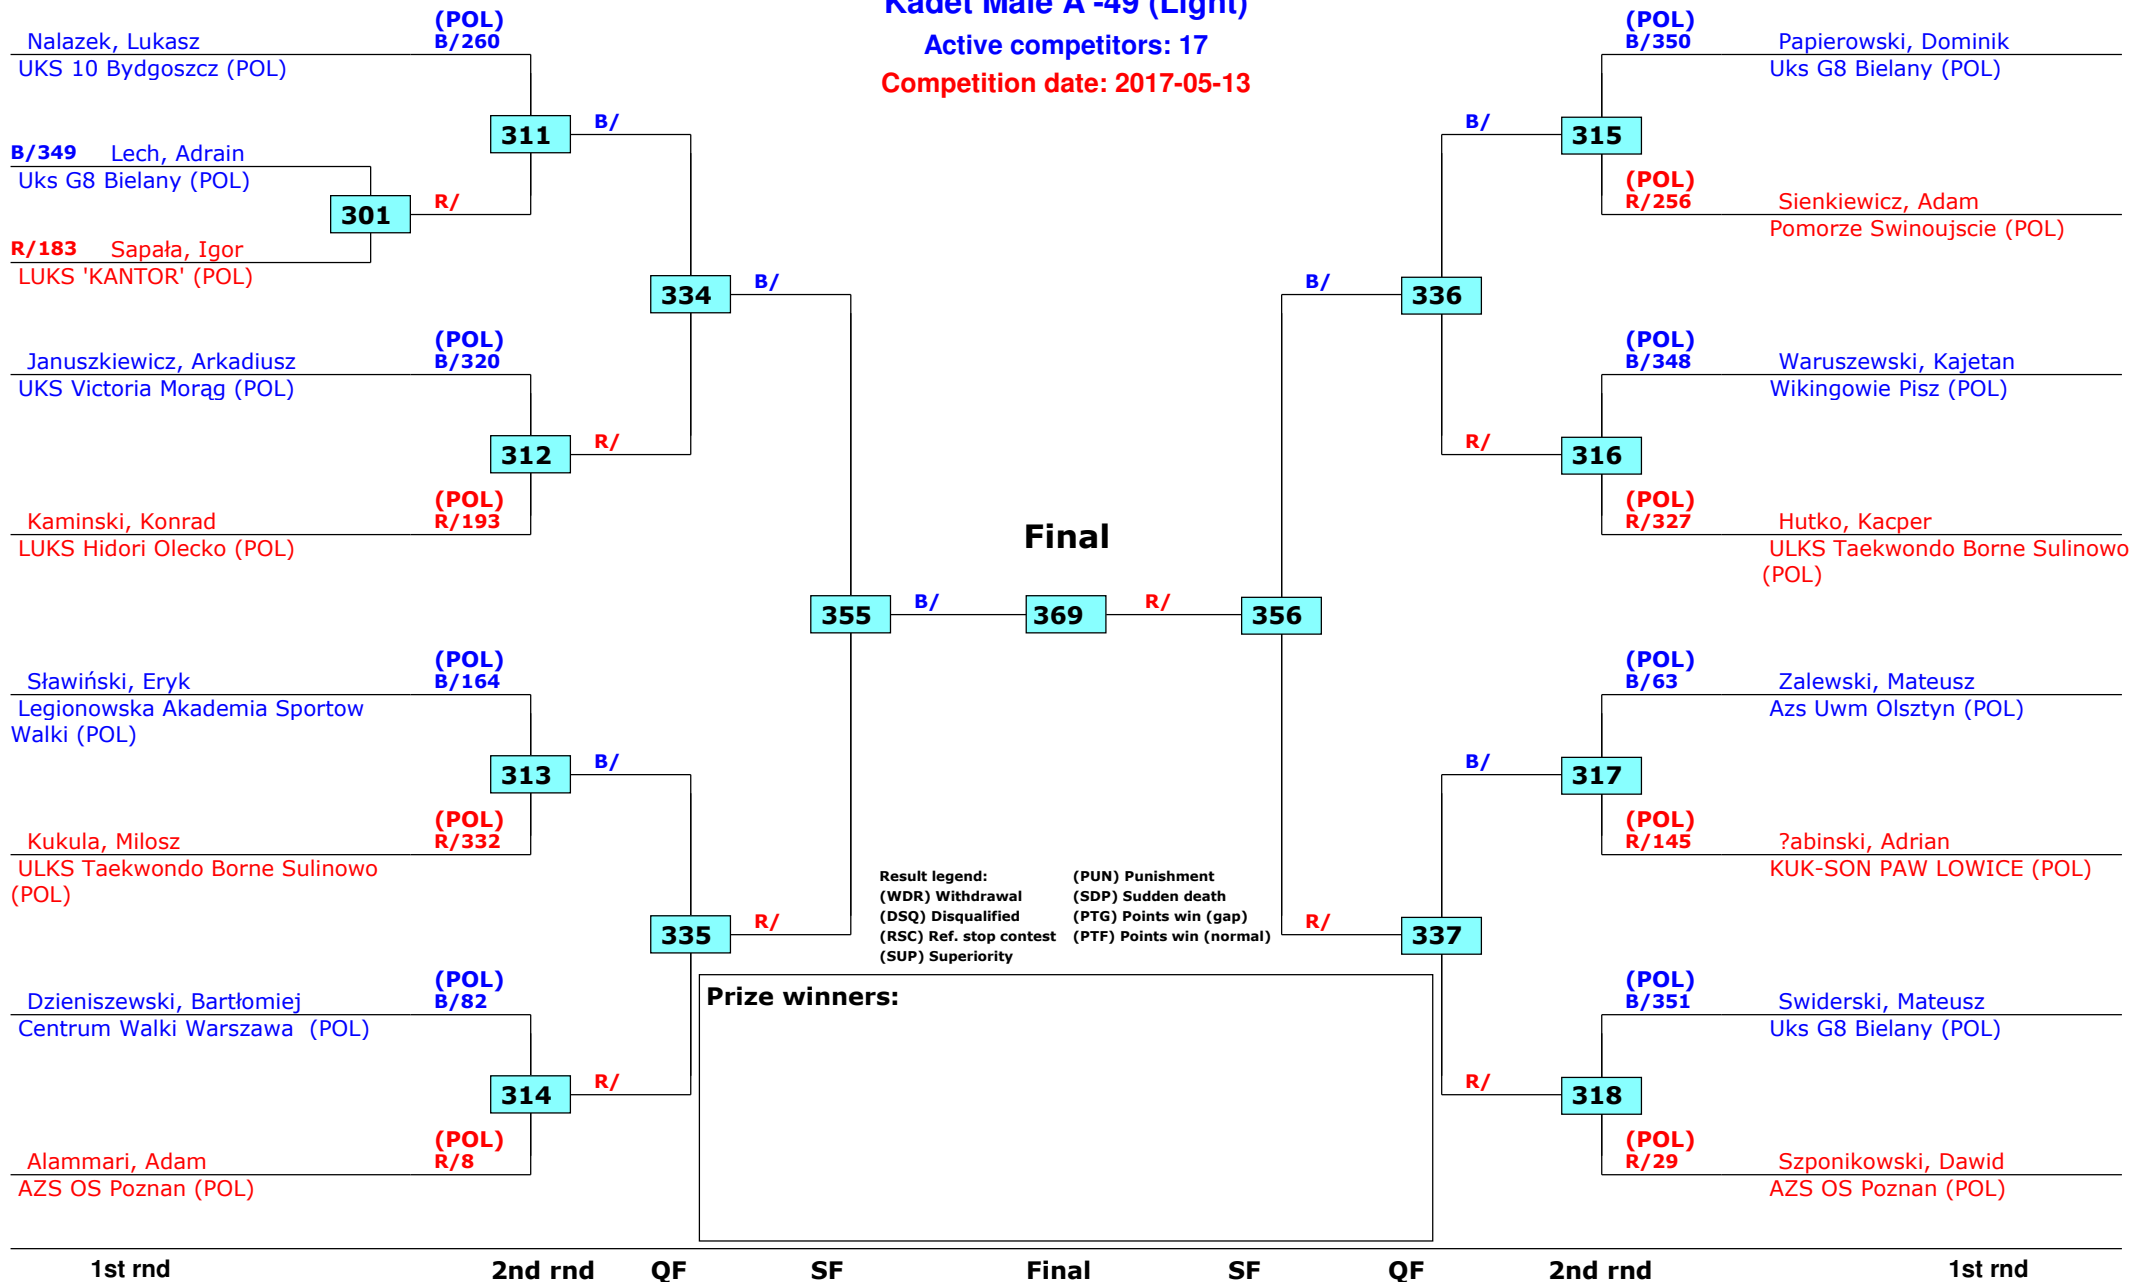 Kadet Male A -49 (Light)
Active competitors: 17
Competition date: 2017-05-13
(POL)
Nalazek, Lukasz B/260
UKS 10 Bydgoszcz (POL)
311
B/
B/349 Lech, Adrain
Uks G8 Bielany (POL)
301
R/
R/183 Sapała, Igor
LUKS 'KANTOR' (POL)
334
B/
(POL)
Januszkiewicz, Arkadiusz B/320
UKS Victoria Morąg (POL)
312
R/
(POL)
Kaminski, Konrad R/193
LUKS Hidori Olecko (POL)
355
B/
(POL)
Sławiński, Eryk B/164
Legionowska Akademia Sportow
Walki (POL)
313
B/
(POL)
Kukula, Milosz R/332
ULKS Taekwondo Borne Sulinowo
(POL)
335
R/
(POL)
Dzieniszewski, Bartłomiej B/82
Centrum Walki Warszawa (POL)
314
R/
(POL)
Alammari, Adam R/8
AZS OS Poznan (POL)
Final
369
R/
356
(POL)
B/350 Papierowski, Dominik
Uks G8 Bielany (POL)
B/
315
(POL)
R/256 Sienkiewicz, Adam
Pomorze Swinoujscie (POL)
B/
336
(POL)
B/348 Waruszewski, Kajetan
Wikingowie Pisz (POL)
R/
316
(POL)
R/327 Hutko, Kacper
ULKS Taekwondo Borne Sulinowo
(POL)
(POL)
B/63 Zalewski, Mateusz
Azs Uwm Olsztyn (POL)
B/
317
(POL)
R/145 ?abinski, Adrian
KUK-SON PAW LOWICE (POL)
R/
337
(POL)
B/351 Swiderski, Mateusz
Uks G8 Bielany (POL)
R/
318
(POL)
R/29 Szponikowski, Dawid
AZS OS Poznan (POL)
Result legend: (PUN) Punishment
(WDR) Withdrawal (SDP) Sudden death
(DSQ) Disqualified (PTG) Points win (gap)
(RSC) Ref. stop contest (PTF) Points win (normal)
(SUP) Superiority
Prize winners:
1st rnd 2nd rnd QF SF Final SF QF 2nd rnd 1st rnd